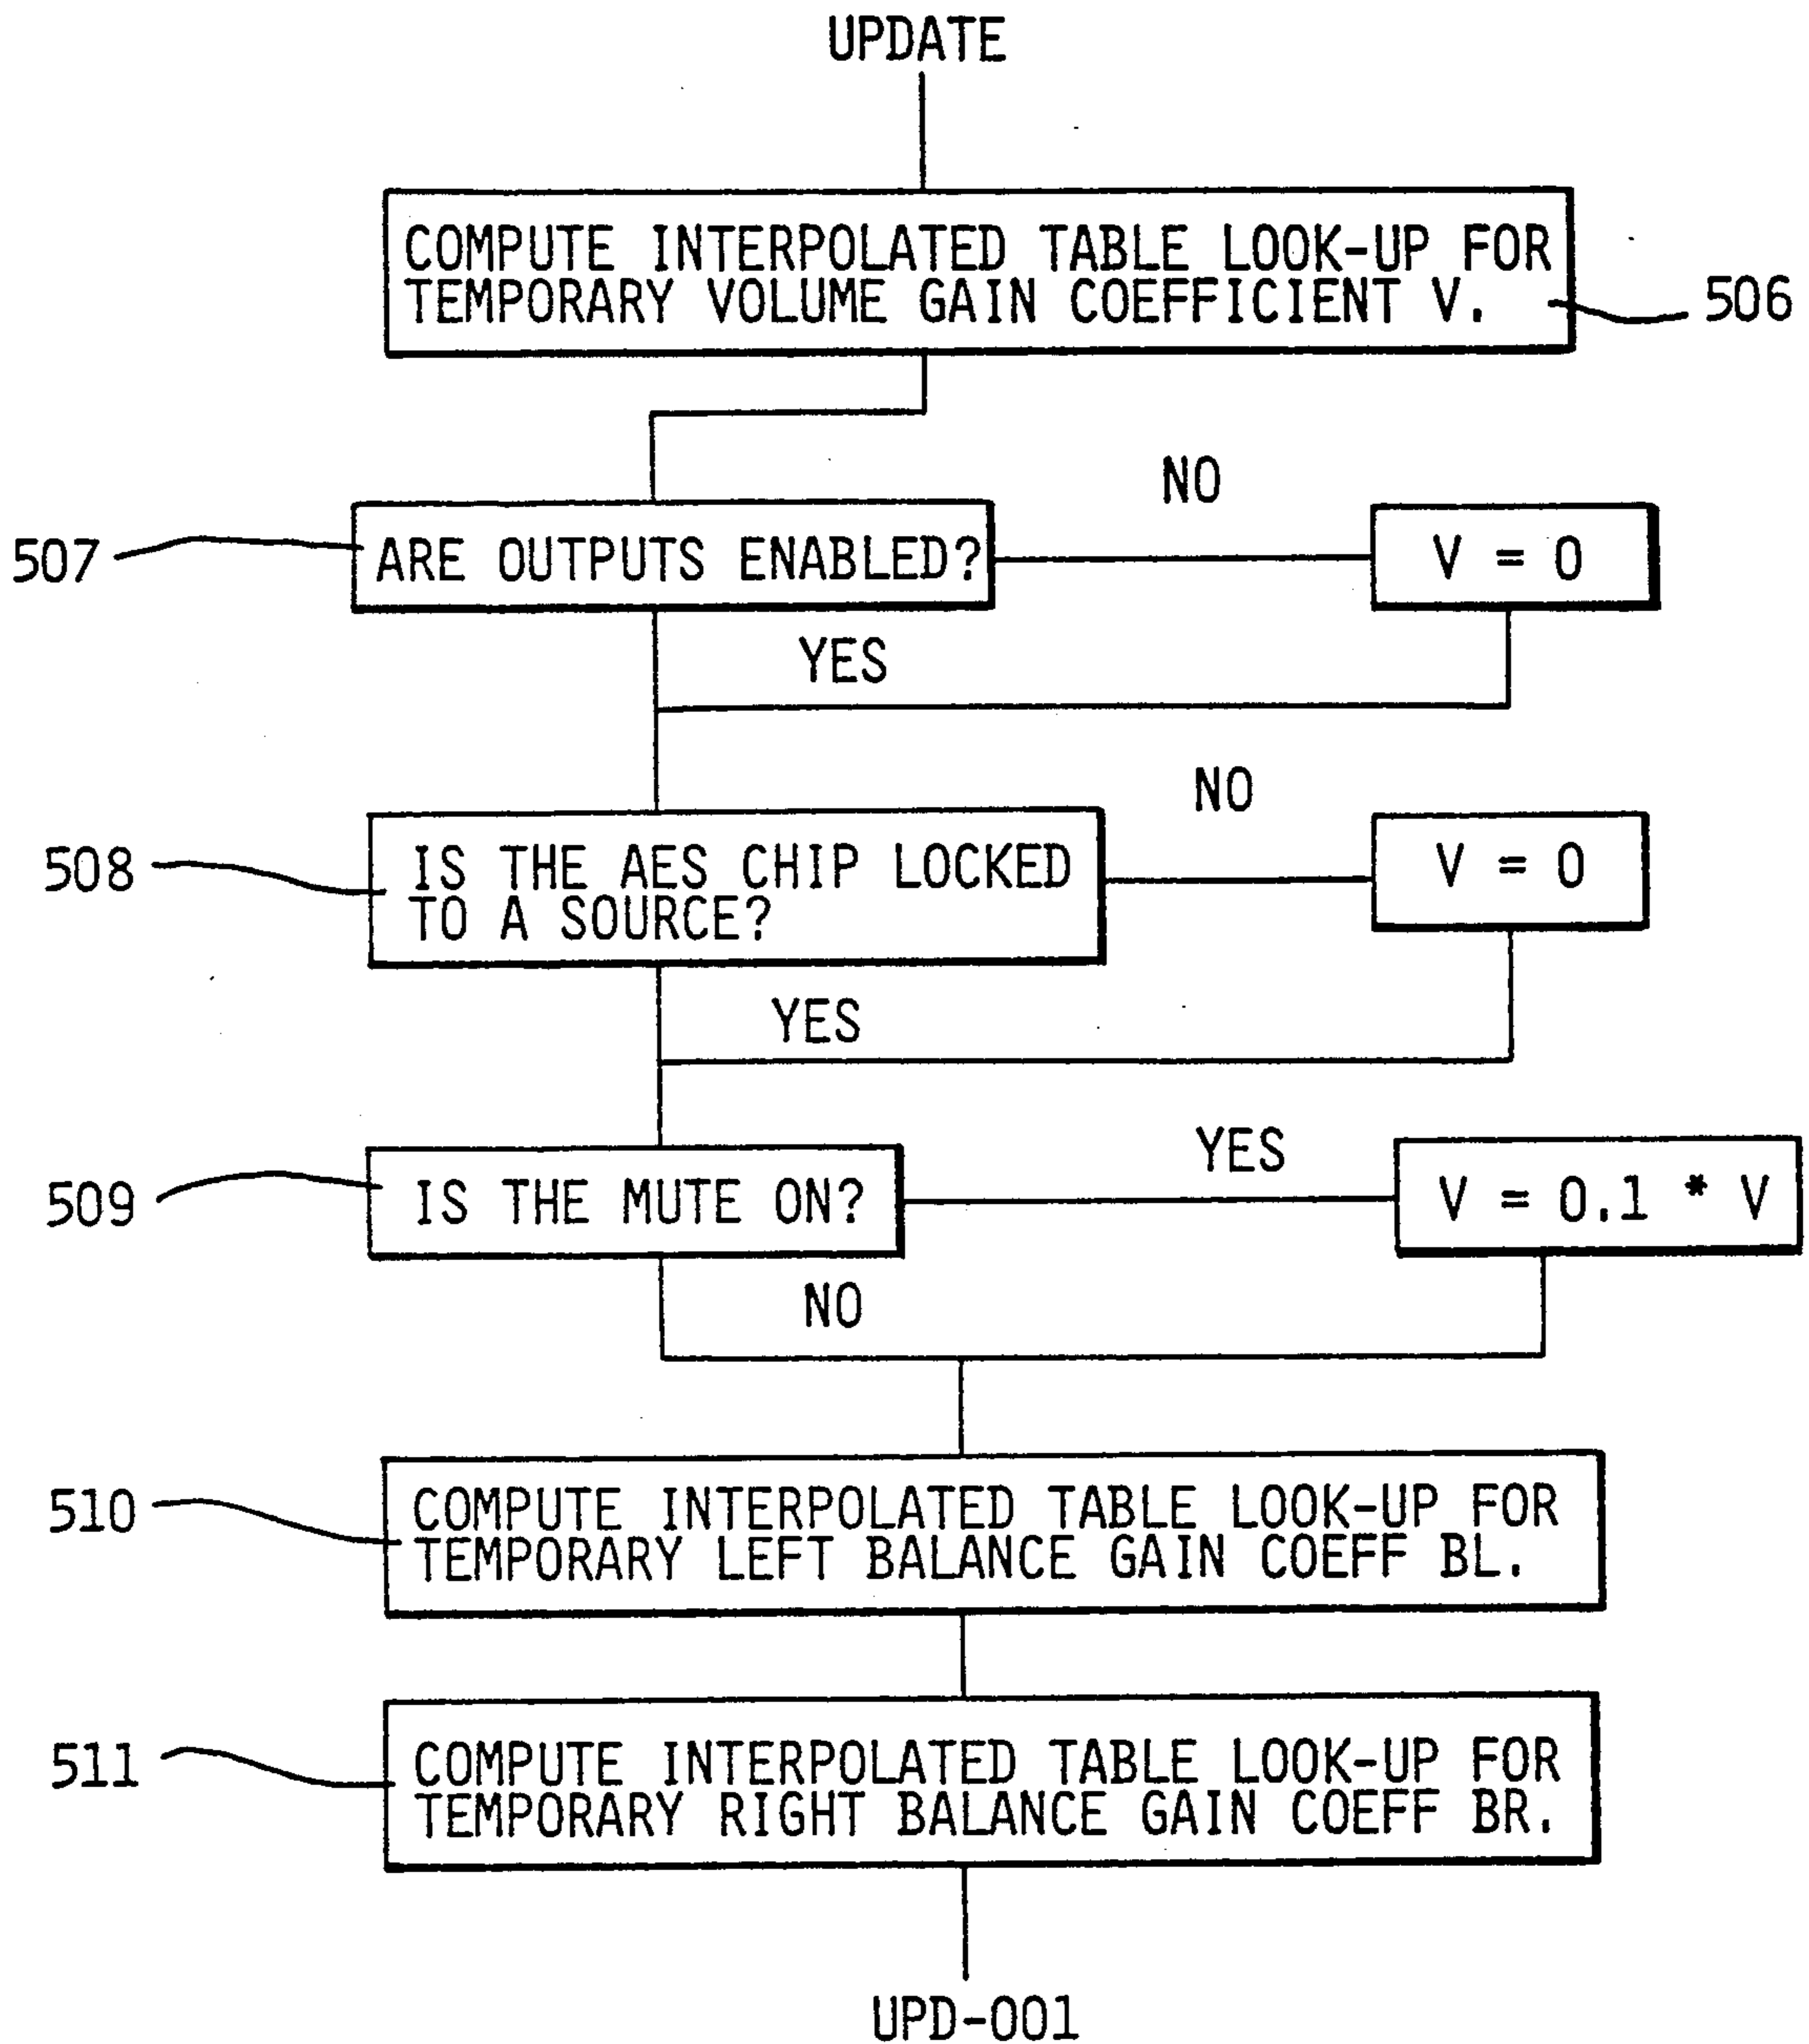 UPDATE
COMPUTE INTERPOLATED TABLE LOOK-UP FOR
TEMPORARY VOLUME GAIN COEFFICIENT V.
506
NO
507
ARE OUTPUTS ENABLED?
V = 0
YES
NO
508
IS THE AES CHIP LOCKED
TO A SOURCE?
V = 0
YES
YES
509
IS THE MUTE ON?
V = 0.1 * V
NO
510
COMPUTE INTERPOLATED TABLE LOOK-UP FOR
TEMPORARY LEFT BALANCE GAIN COEFF BL.
511
COMPUTE INTERPOLATED TABLE LOOK-UP FOR
TEMPORARY RIGHT BALANCE GAIN COEFF BR.
UPD-001